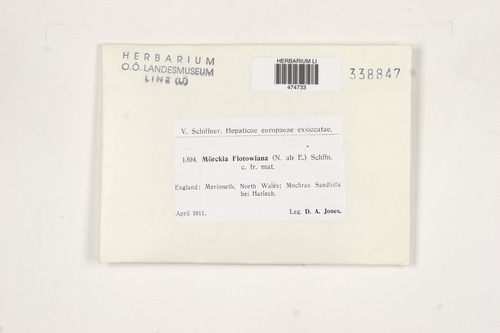 HERBARIUM
O.Ö. LANDESMUSEUM
LINZ (LI)
HERBARIUM LI
474733
338847
V. Schiffner, Hepaticae europaeae exsiccatae.
1304. Mörckia Flotowiana (N. ab E.) Schffn.
c. fr. mat.
England: Merioneth, North Wales; Mochras Sandhills
bei Harlech.
April 1911. Leg. D. A. Jones.